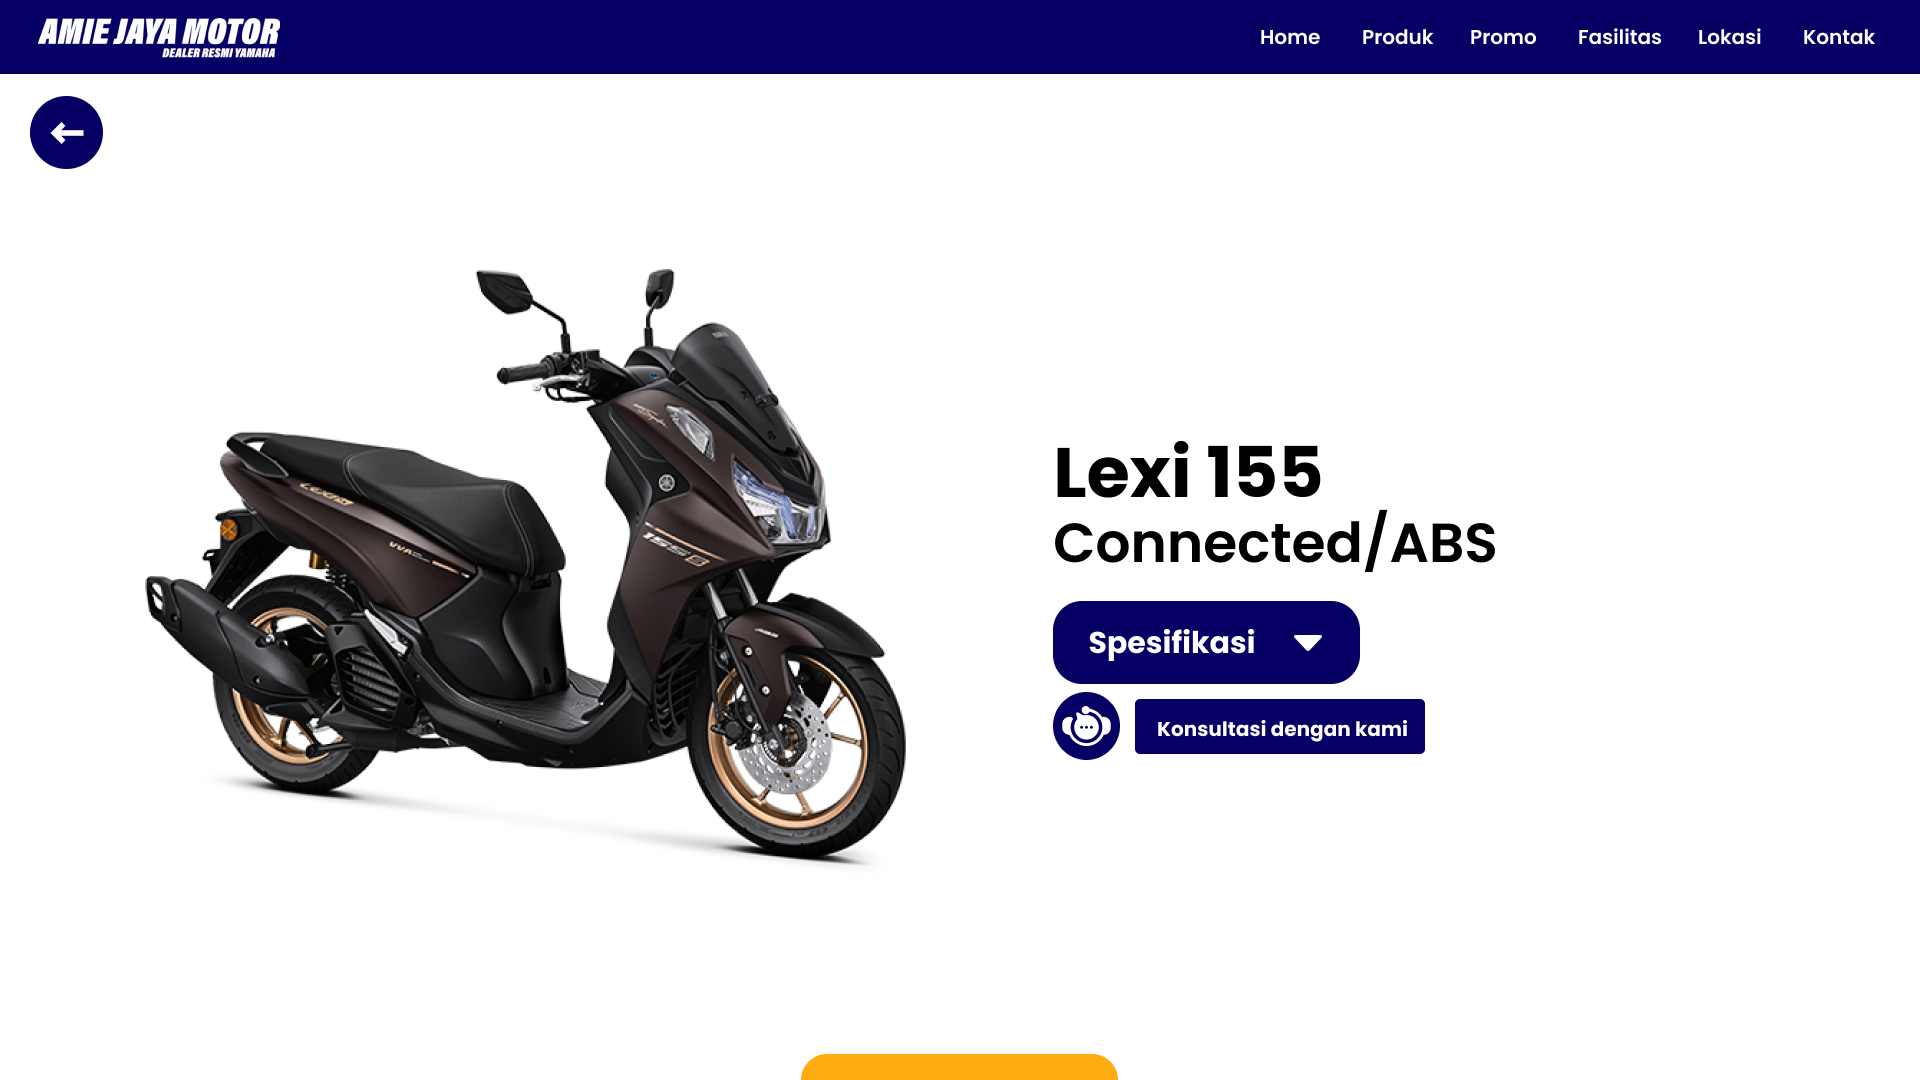 AMIE JAYA MOTOR
DEALER RESMI YAMAHA
Home
Produk
Promo
Fasilitas
Lokasi
Kontak
Lexi 155
Connected/ABS
Spesifikasi
Konsultasi dengan kami
VVA